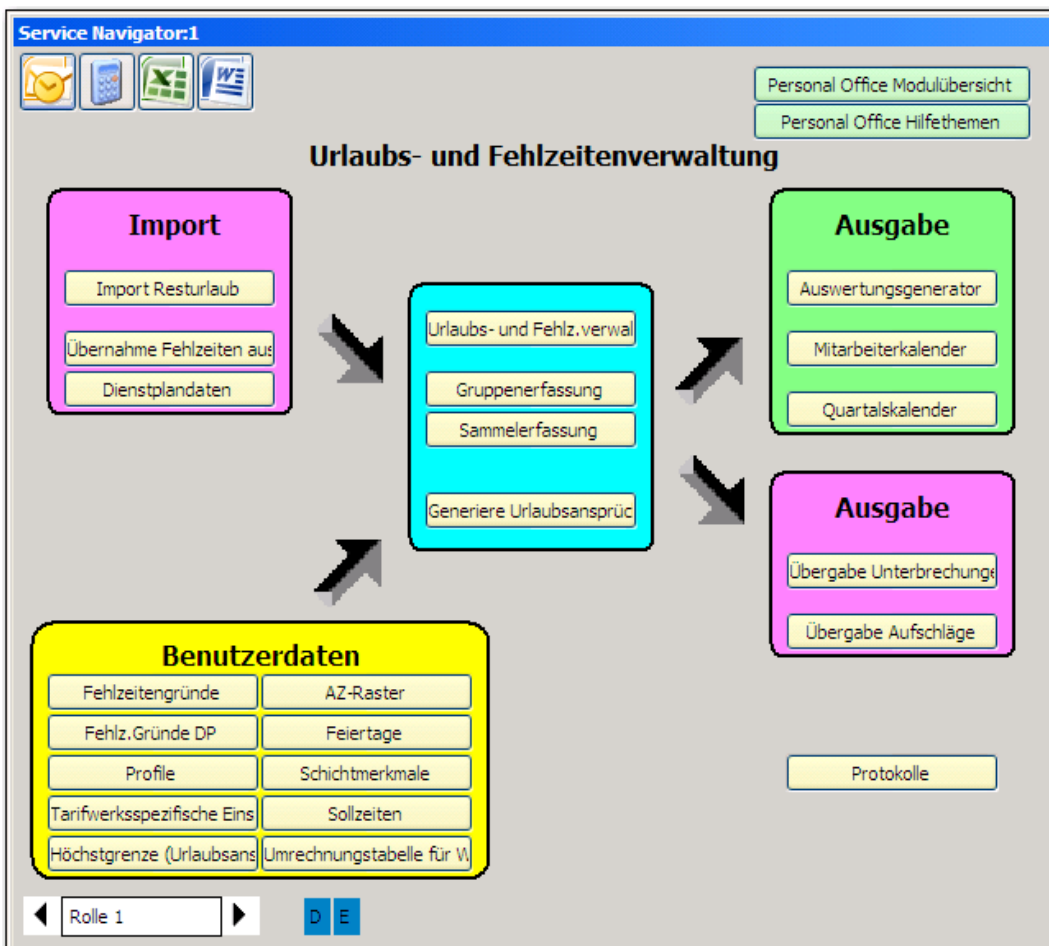 Service Navigator:1
Personal Office Modulübersicht
Personal Office Hilfethemen
Urlaubs- und Fehlzeitenverwaltung
Import
Import Resturlaub
Übernahme Fehlzeiten aus
Dienstplandaten
Urlaubs- und Fehlz.verwal
Gruppenerfassung
Sammelerfassung
Generiere Urlaubsansprüc
Ausgabe
Auswertungsgenerator
Mitarbeiterkalender
Quartalskalender
Ausgabe
Übergabe Unterbrechunge
Übergabe Aufschläge
Benutzerdaten
Fehlzeitengründe AZ-Raster
Fehlz.Gründe DP Feiertage
Profile Schichtmerkmale
Tarifwerksspezifische Eins Sollzeiten
Höchstgrenze (Urlaubsans Umrechnungstabelle für W
Protokolle
Rolle 1 D E